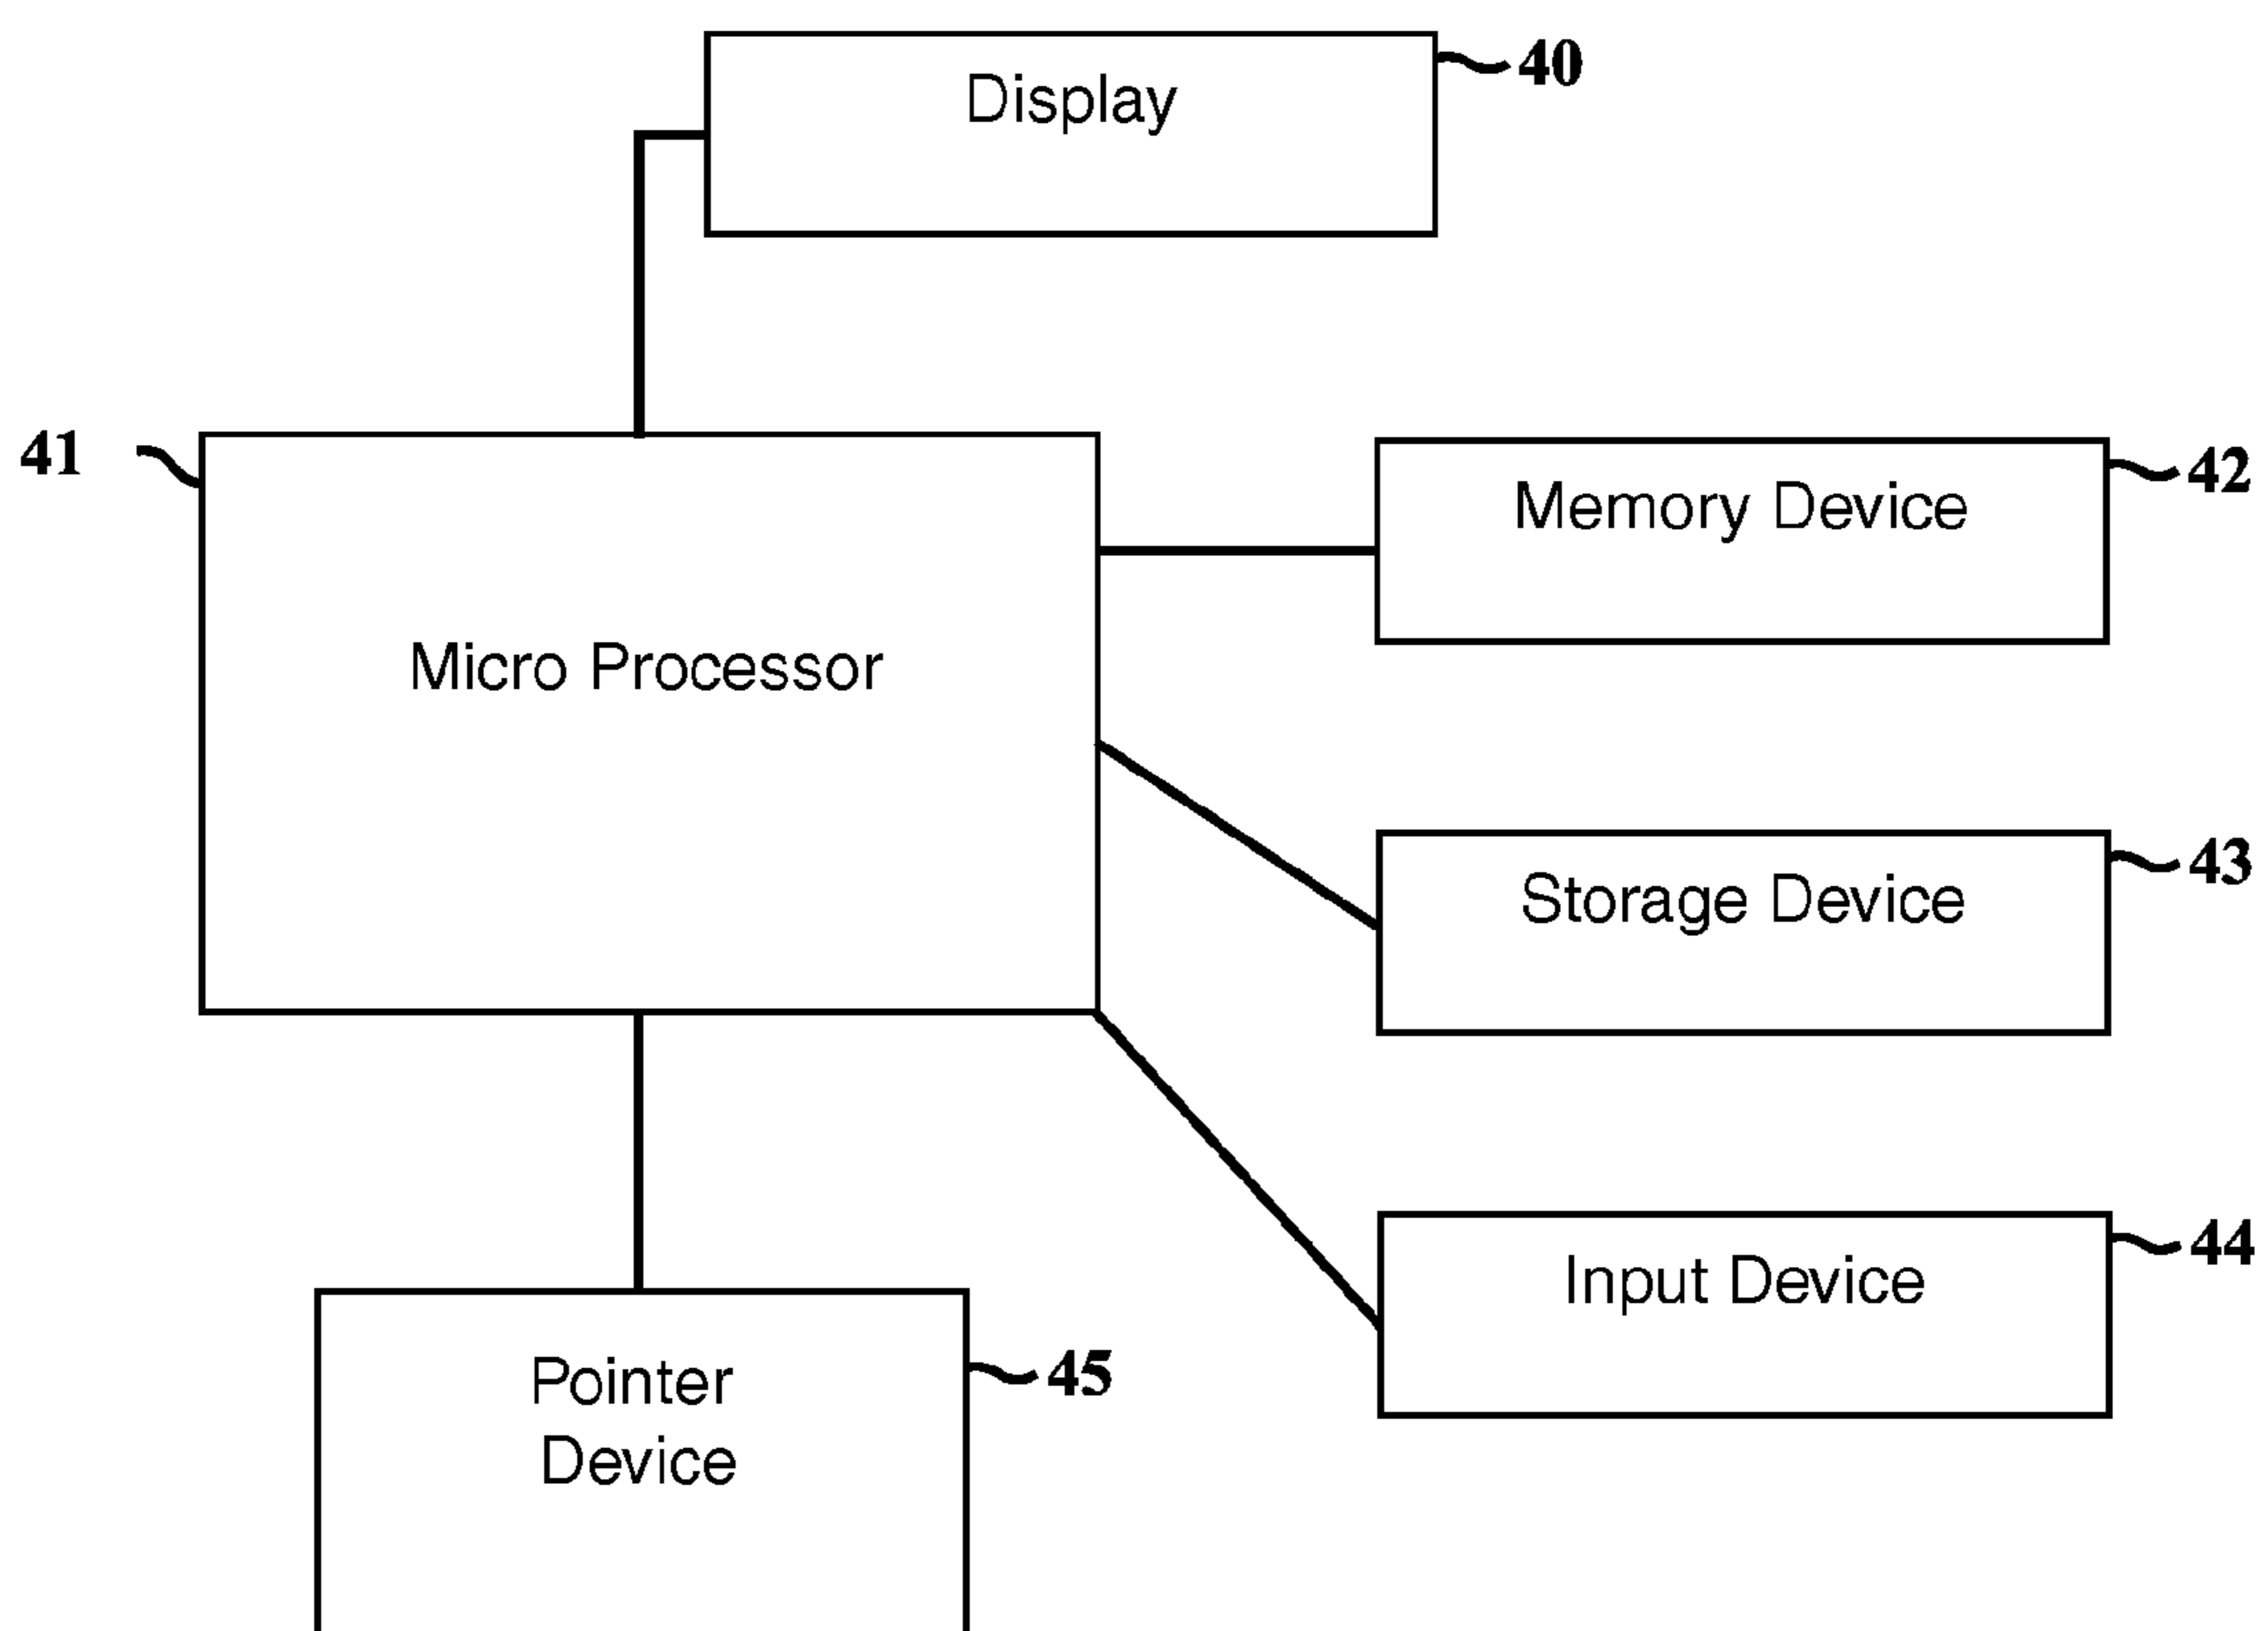 Display
40
41
Micro Processor
Memory Device
42
Storage Device
43
Input Device
44
Pointer
Device
45